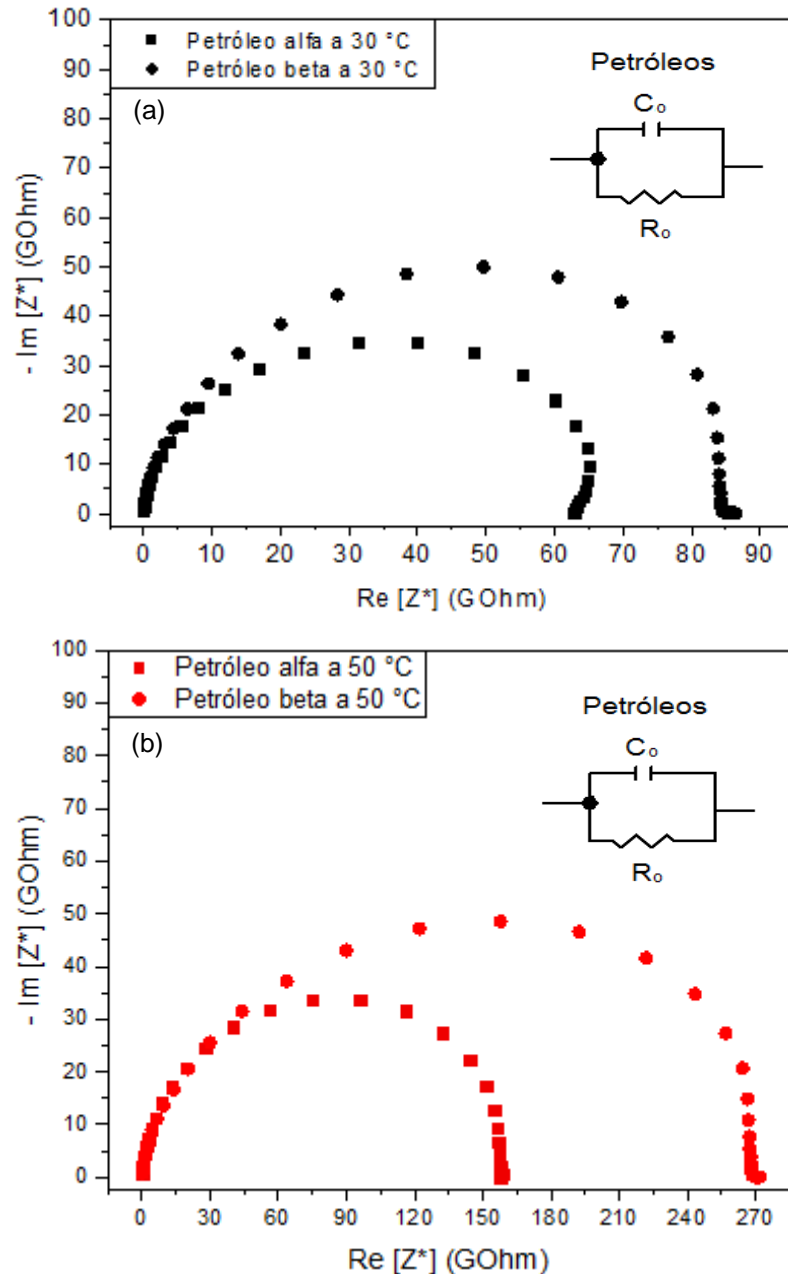 100
90
80
70
60
50
40
30
20
10
0
- Im [Z*] (GOhm)
Petróleo alfa a 30 °C
Petróleo beta a 30 °C
(a)
Petróleos
Co
Ro
0 10 20 30 40 50 60 70 80 90
Re [Z*] (GOhm)
100
90
80
70
60
50
40
30
20
10
0
- Im [Z*] (GOhm)
Petróleo alfa a 50 °C
Petróleo beta a 50 °C
(b)
Petróleos
Co
Ro
0 30 60 90 120 150 180 210 240 270
Re [Z*] (GOhm)